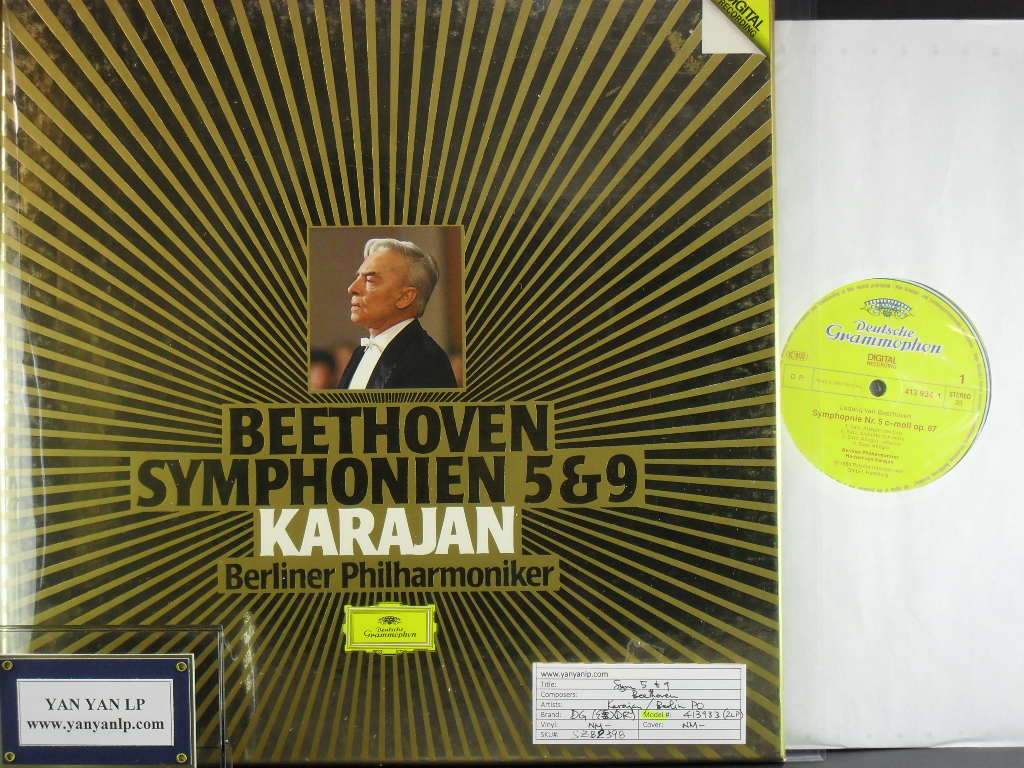 DIGITAL
RECORDING
BEETHOVEN
SYMPHONIEN 5 & 9
KARAJAN
Berliner Philharmoniker
Deutsche
Grammophon
YAN YAN LP
www.yanyanlp.com
www.yanyanlp.com
Title: Sym 5 & 9
Composers: Beethoven
Artists: Karajan / Berlin PO
Brand: DG Model #: 413933 (2LP)
Vinyl: NM- Cover: NM-
SKU#:
Deutsche
Grammophon
DIGITAL
RECORDING
1
STEREO
Ludwig van Beethoven
Symphonie Nr. 5 c-moll op. 67
Berliner Philharmoniker
Herbert von Karajan